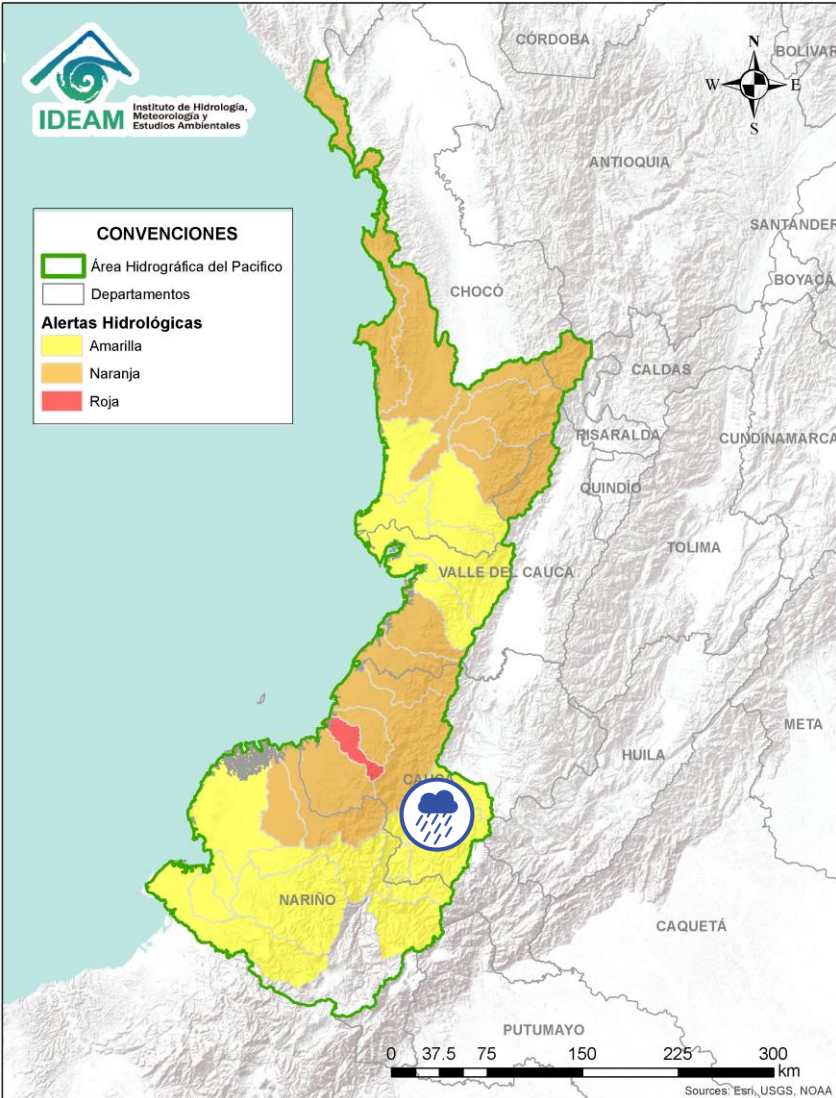 IDEAM
Instituto de Hidrología,
Meteorología y
Estudios Ambientales
N
W
E
S
CONVENCIONES
Área Hidrográfica del Pacifico
Departamentos
Alertas Hidrológicas
Amarilla
Naranja
Roja
CÓRDOBA
BOLÍVAR
ANTIOQUIA
SANTANDER
BOYACÁ
CHOCÓ
CALDAS
RISARALDA
CUNDINAMARCA
QUINDÍO
TOLIMA
VALLE DEL CAUCA
META
HUILA
CAUCA
NARIÑO
CAQUETÁ
PUTUMAYO
0 37.5 75 150 225 300
km
Sources: Esri, USGS, NOAA